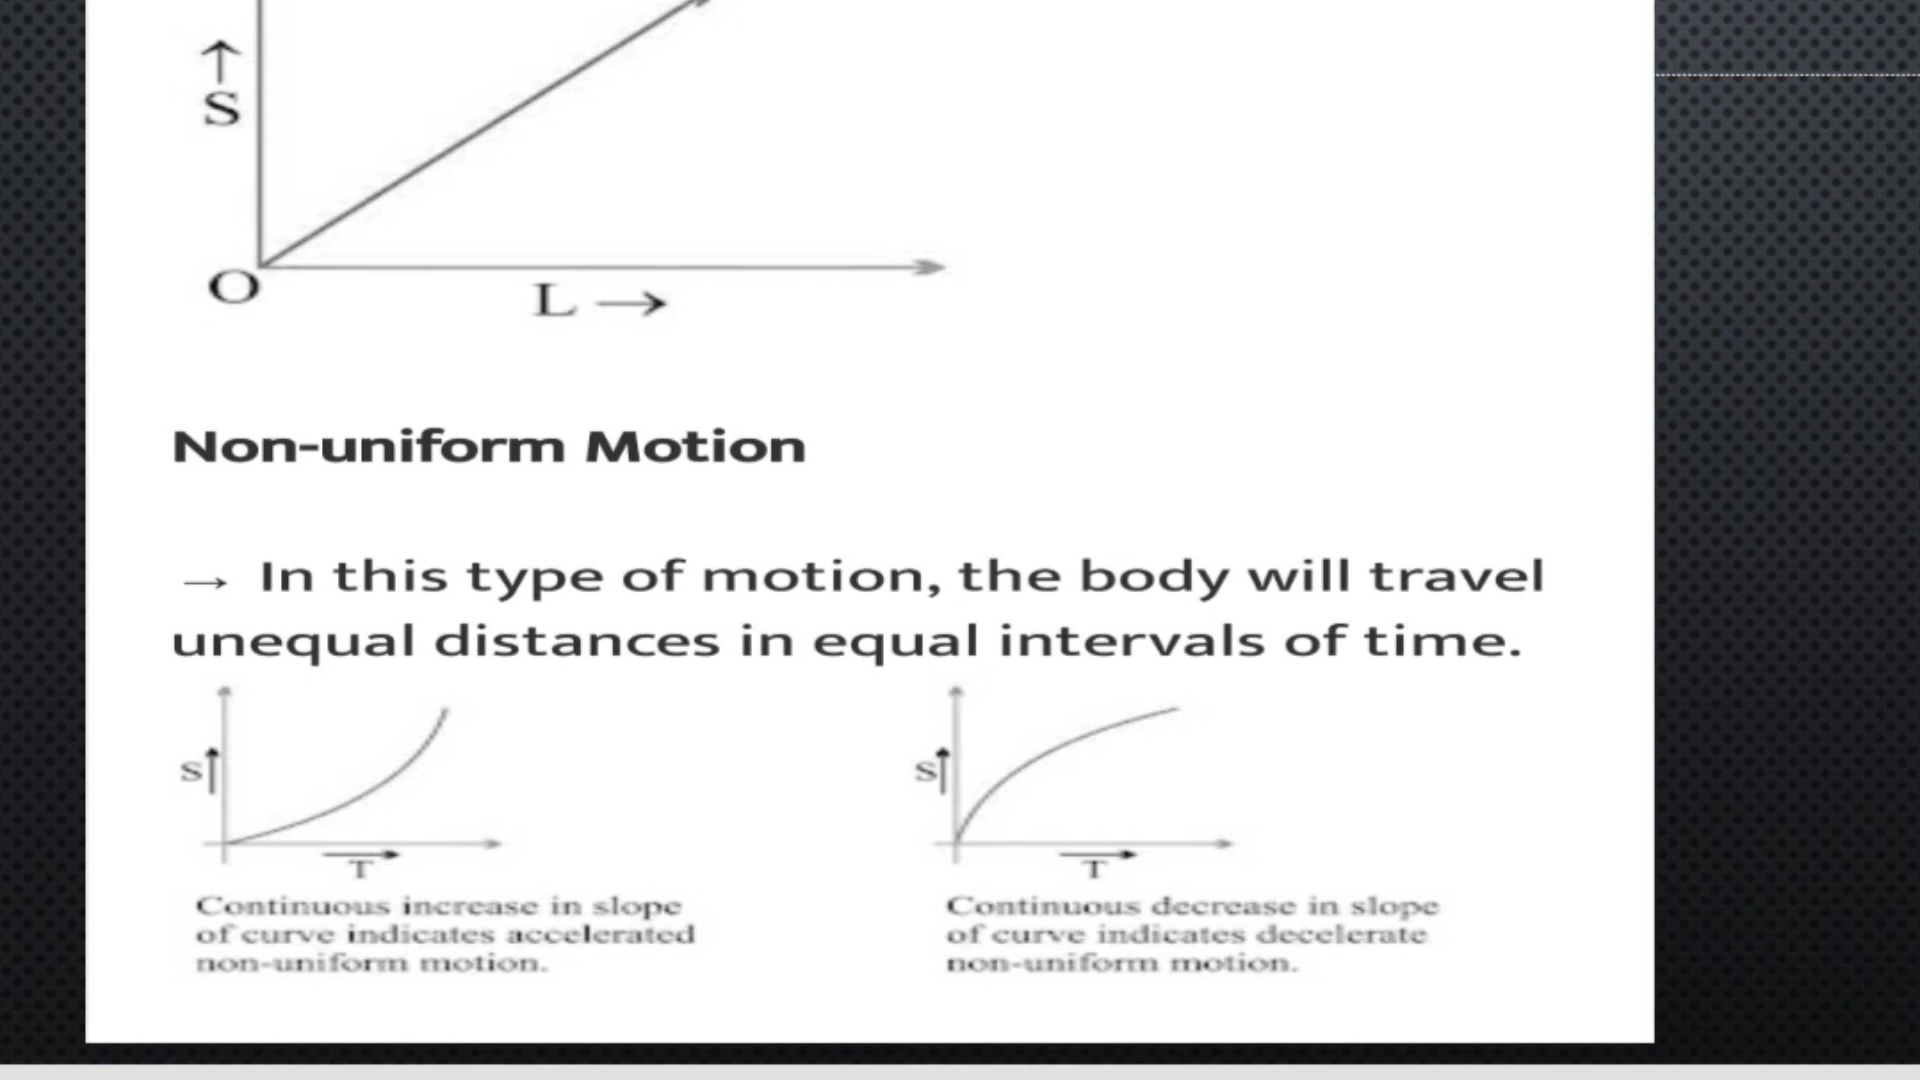 ↑
S
O
L →
Non-uniform Motion
→ In this type of motion, the body will travel
unequal distances in equal intervals of time.
S
T
Continuous increase in slope
of curve indicates accelerated
non-uniform motion.
S
T
Continuous decrease in slope
of curve indicates decelerate
non-uniform motion.